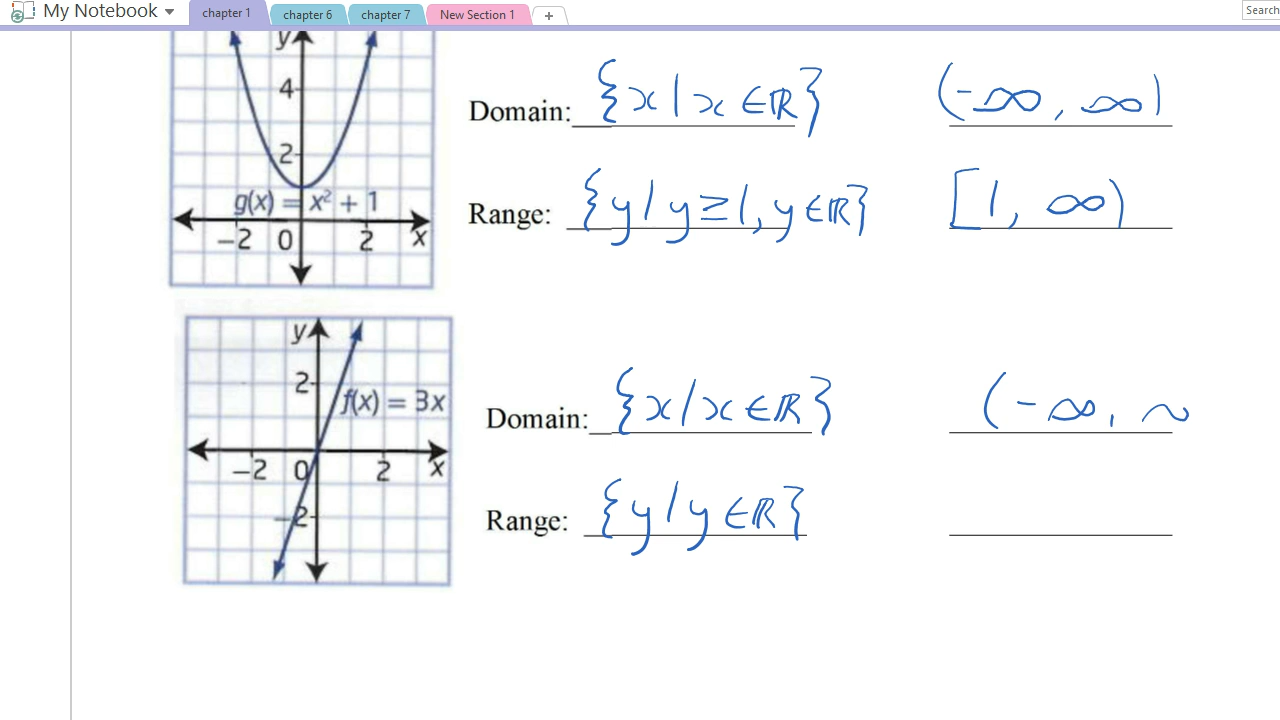 My Notebook chapter 1 chapter 6 chapter 7 New Section 1 + Search
y
4
2
g(x) = x² + 1
-2 0 2 x
Domain: {x | x ∈ ℝ} (-∞, ∞)
Range: {y | y ≥ 1, y ∈ ℝ} [1, ∞)
y
2
f(x) = 3x
-2 0 2 x
-2
Domain: {x | x ∈ ℝ} (-∞,
Range: {y | y ∈ ℝ}